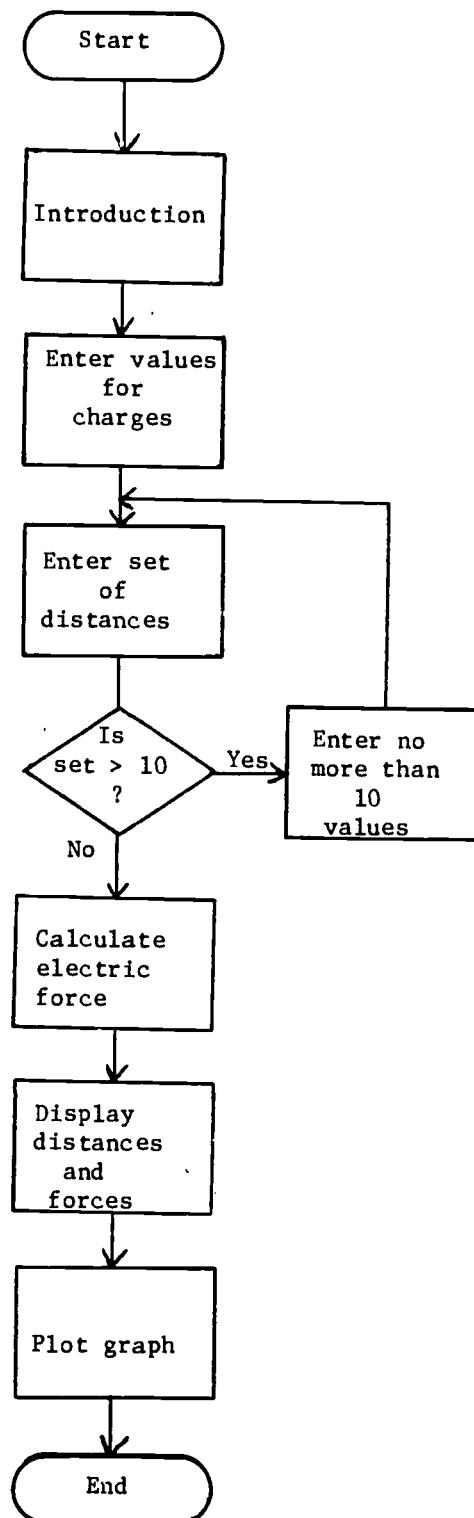 Start
Introduction
Enter values
for
charges
Enter set
of
distances
Is
set > 10
?
Yes
Enter no
more than
10
values
No
Calculate
electric
force
Display
distances
and
forces
Plot graph
End